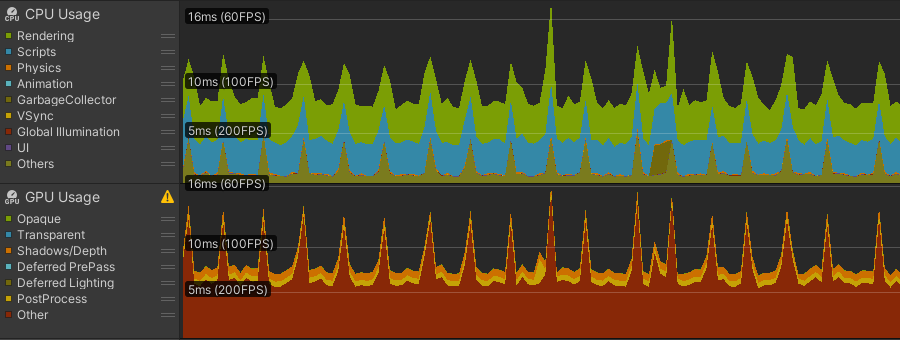 CPU
CPU Usage
Rendering
Scripts
Physics
Animation
GarbageCollector
VSync
Global Illumination
UI
Others
16ms (60FPS)
10ms (100FPS)
5ms (200FPS)
GPU
GPU Usage
Opaque
Transparent
Shadows/Depth
Deferred PrePass
Deferred Lighting
PostProcess
Other
16ms (60FPS)
10ms (100FPS)
5ms (200FPS)